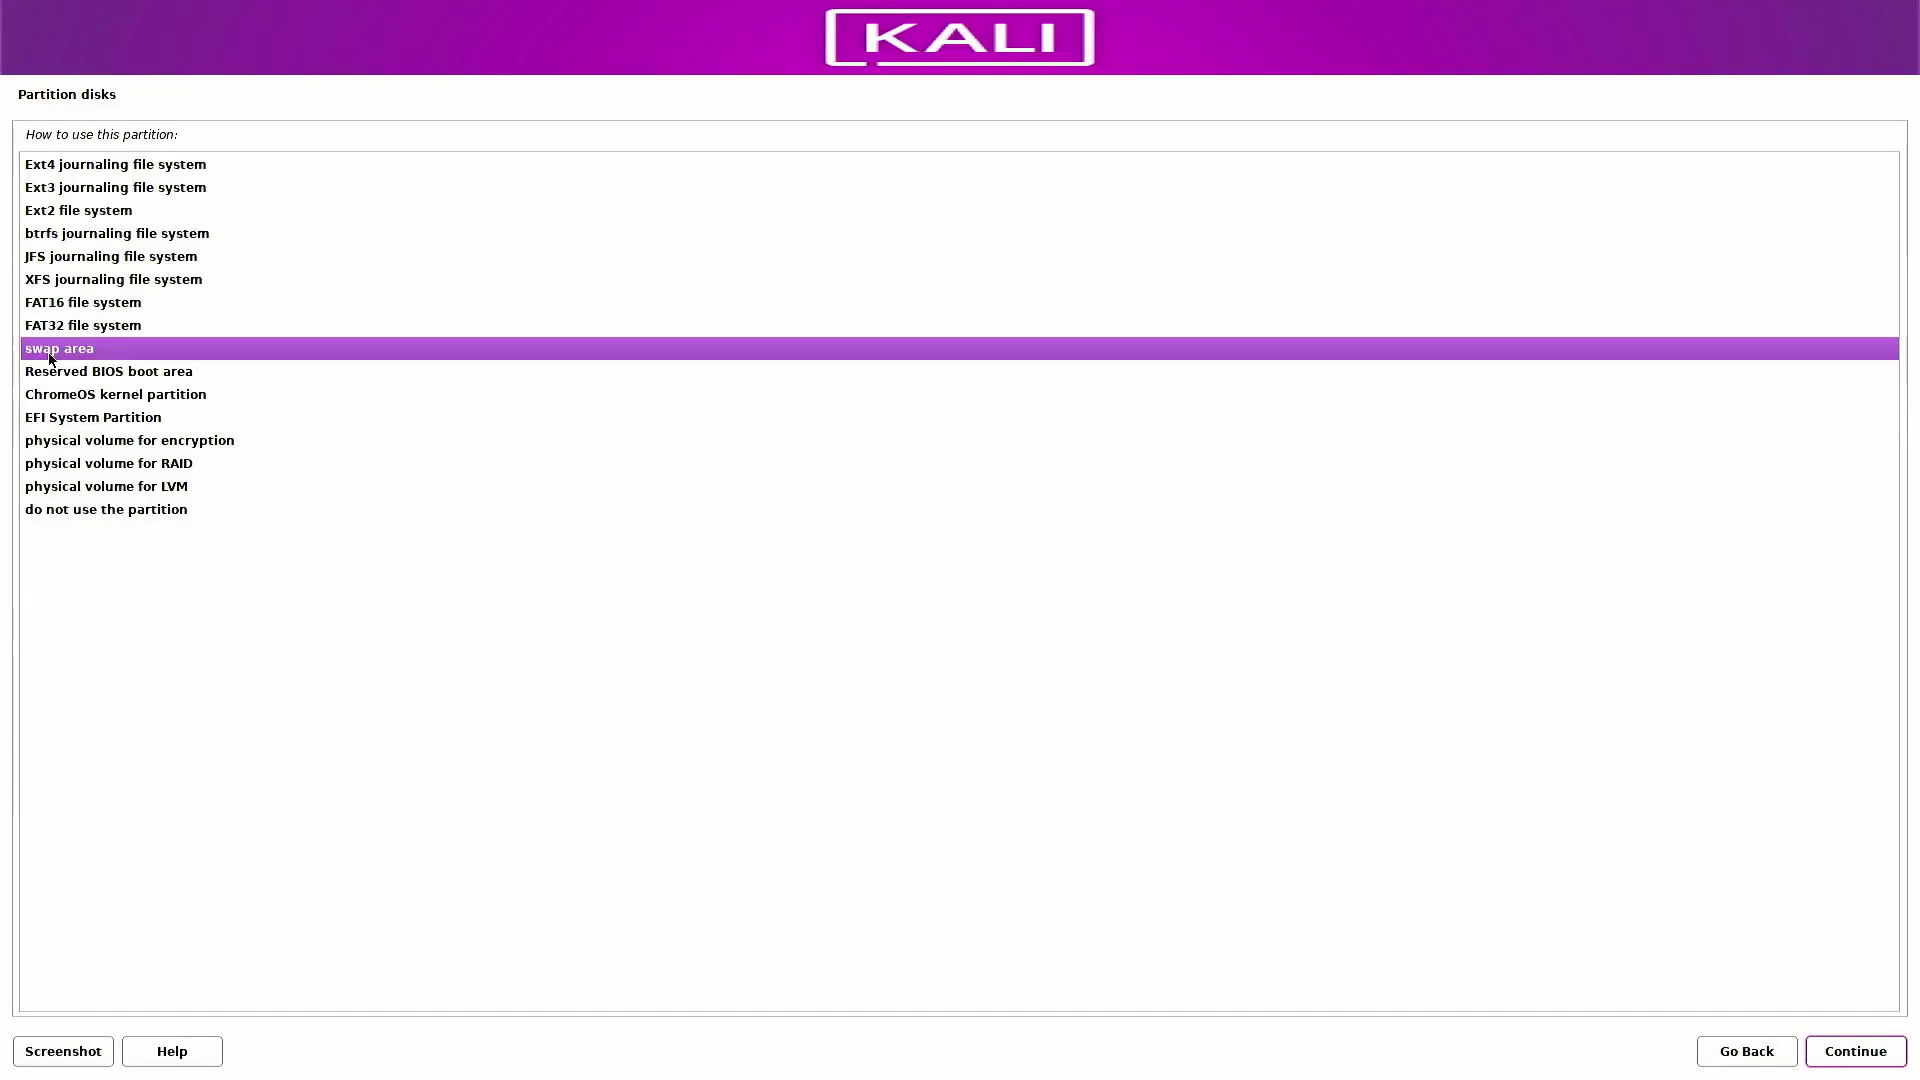 KALI
Partition disks
How to use this partition:
Ext4 journaling file system
Ext3 journaling file system
Ext2 file system
btrfs journaling file system
JFS journaling file system
XFS journaling file system
FAT16 file system
FAT32 file system
swap area
Reserved BIOS boot area
ChromeOS kernel partition
EFI System Partition
physical volume for encryption
physical volume for RAID
physical volume for LVM
do not use the partition
Screenshot Help Go Back Continue